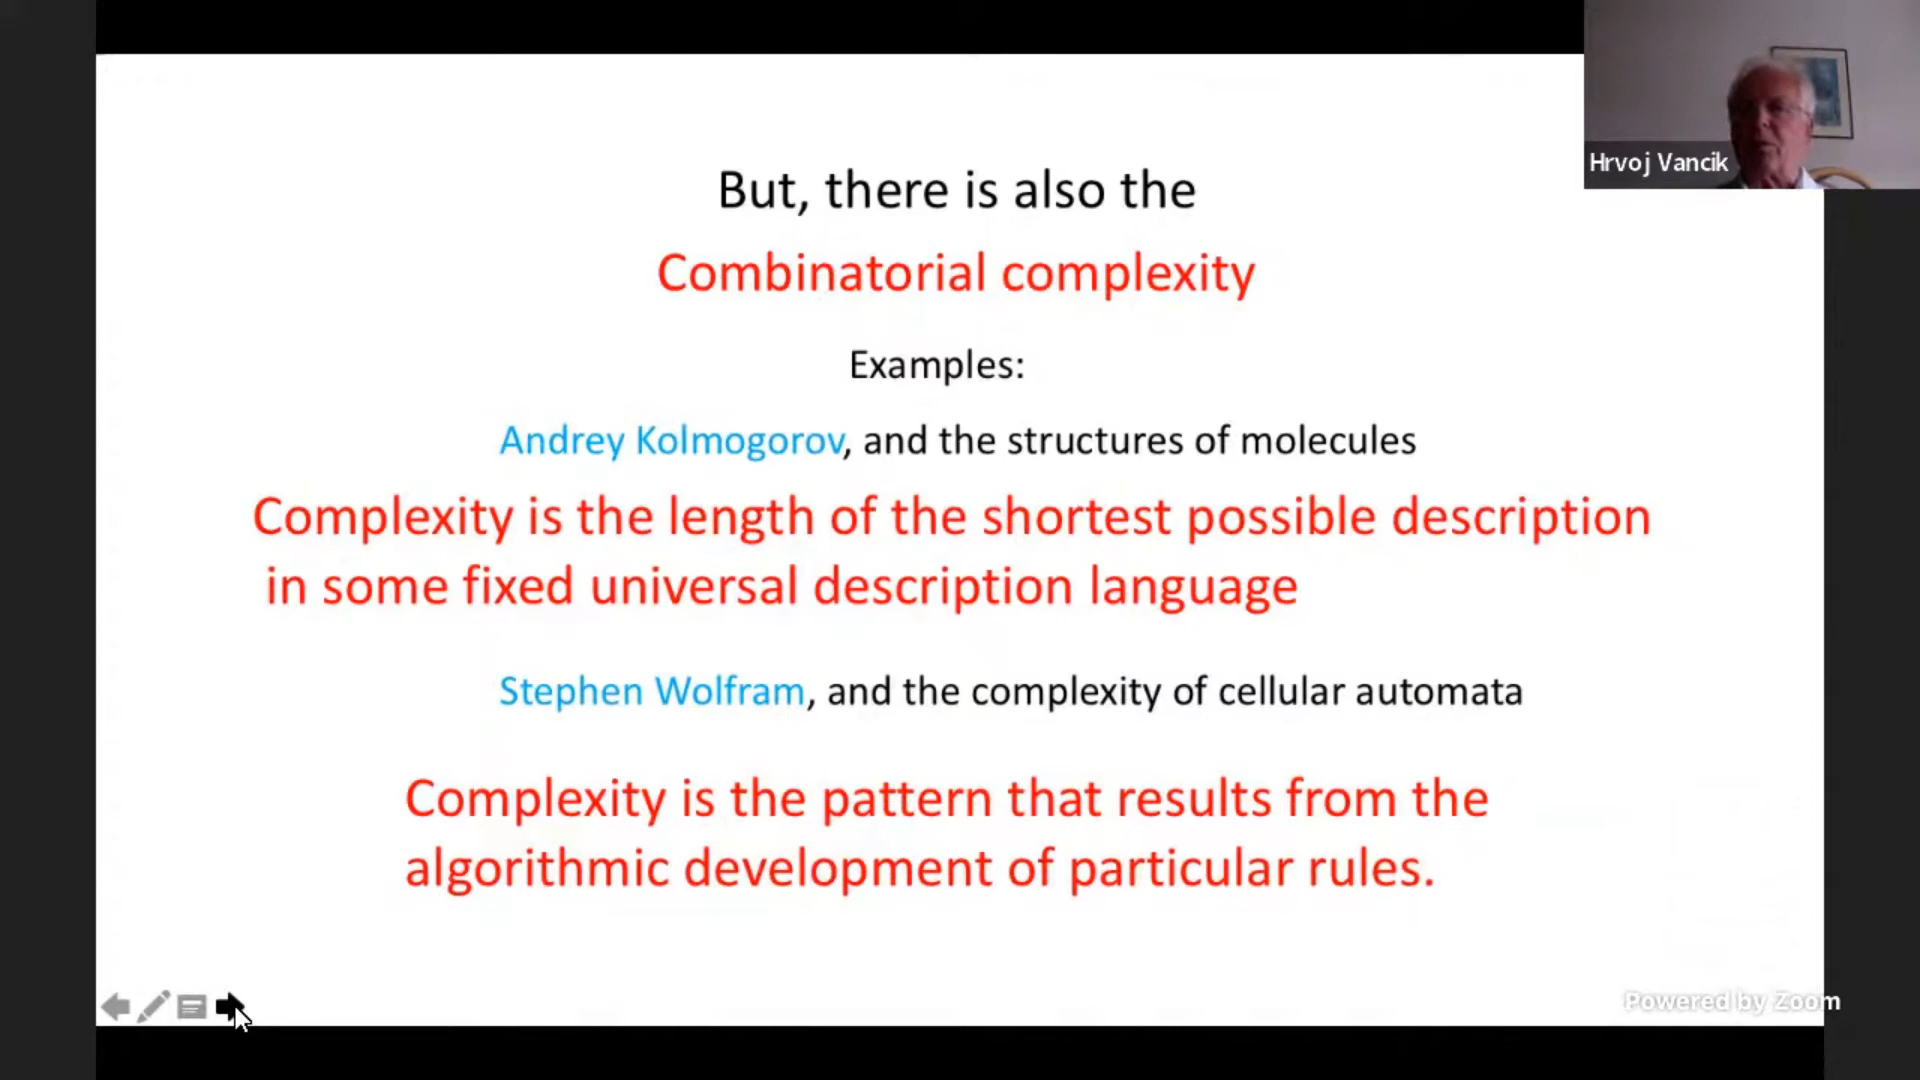 But, there is also the
Combinatorial complexity
Hrvoj Vancik
Examples:
Andrey Kolmogorov, and the structures of molecules
Complexity is the length of the shortest possible description
in some fixed universal description language
Stephen Wolfram, and the complexity of cellular automata
Complexity is the pattern that results from the
algorithmic development of particular rules.
Powered by Zoom